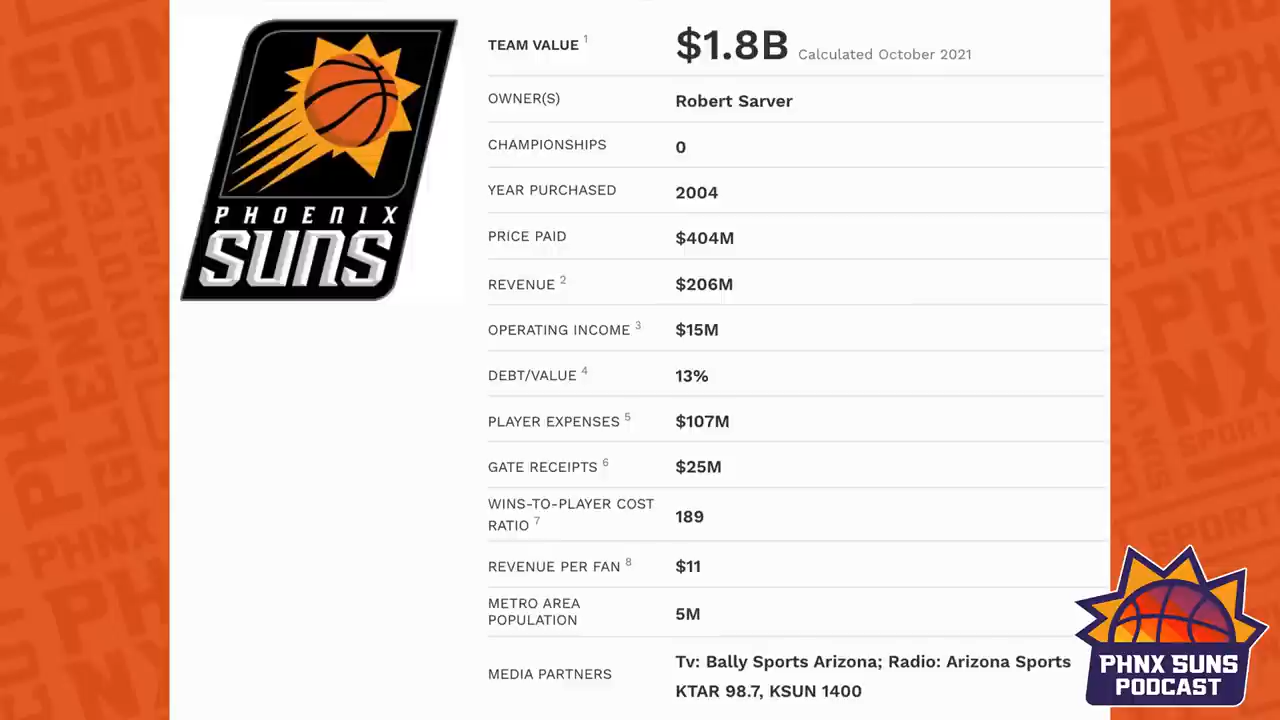 PHOENIX
SUNS
TEAM VALUE 1 $1.8B Calculated October 2021
OWNER(S) Robert Sarver
CHAMPIONSHIPS 0
YEAR PURCHASED 2004
PRICE PAID $404M
REVENUE 2 $206M
OPERATING INCOME 3 $15M
DEBT/VALUE 4 13%
PLAYER EXPENSES 5 $107M
GATE RECEIPTS 6 $25M
WINS-TO-PLAYER COST
RATIO 7 189
REVENUE PER FAN 8 $11
METRO AREA
POPULATION 5M
MEDIA PARTNERS Tv: Bally Sports Arizona; Radio: Arizona Sports
KTAR 98.7, KSUN 1400
PHNX SUNS
PODCAST